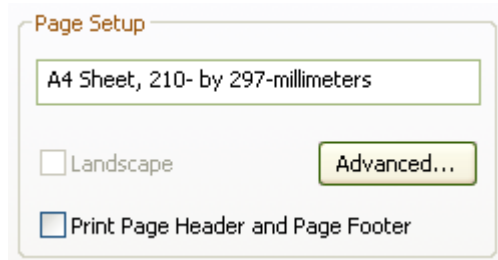 Page Setup
A4 Sheet, 210- by 297-millimeters
Landscape
Advanced...
Print Page Header and Page Footer